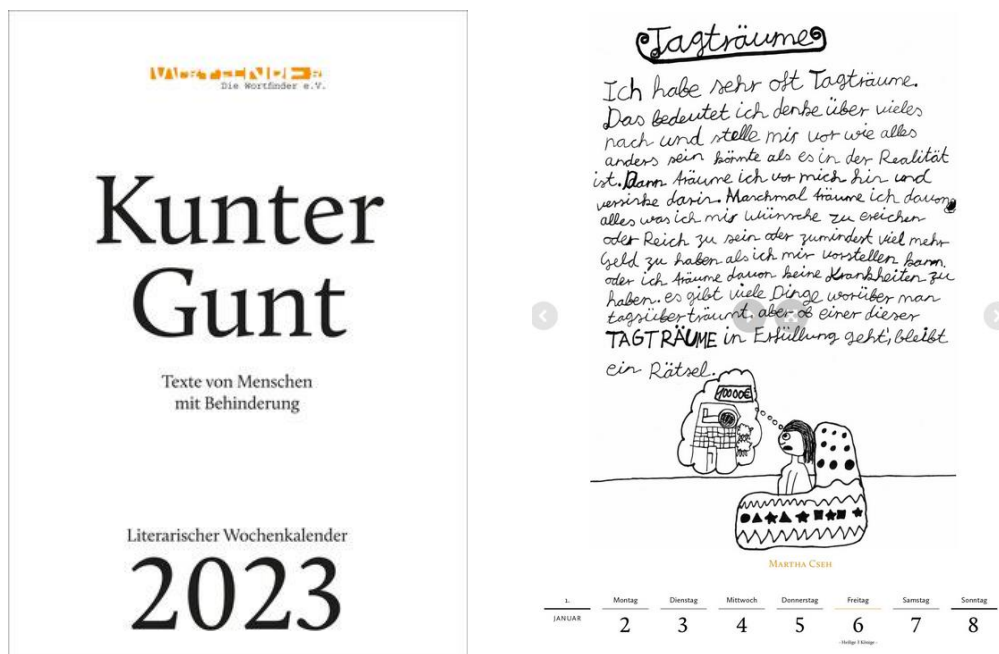 WORTFINDER
Die Wortfinder e.V.
Kunter
Gunt
Texte von Menschen
mit Behinderung
Literarischer Wochenkalender
2023
Tagträume
Ich habe sehr oft Tagträume.
Das bedeutet ich denke über vieles
nach und stelle mir vor wie alles
anders sein könnte als es in der Realität
ist. Dann träume ich vor mich hin und
versinke darin. Manchmal träume ich davon
alles was ich mir wünsche zu ereichen
oder Reich zu sein oder zumindest viel mehr
Geld zu haben als ich mir vorstellen kann.
oder ich träume davon keine Krankheiten zu
haben. es gibt viele Dinge worüber man
tagsüber träumt, aber ob einer dieser
TAGTRÄUME in Erfüllung geht, bleibt
ein Rätsel.
10000€
MARTHA CSEH
1. Montag Dienstag Mittwoch Donnerstag Freitag Samstag Sonntag
JANUAR 2 3 4 5 6 7 8
- Heilige 3 Könige -